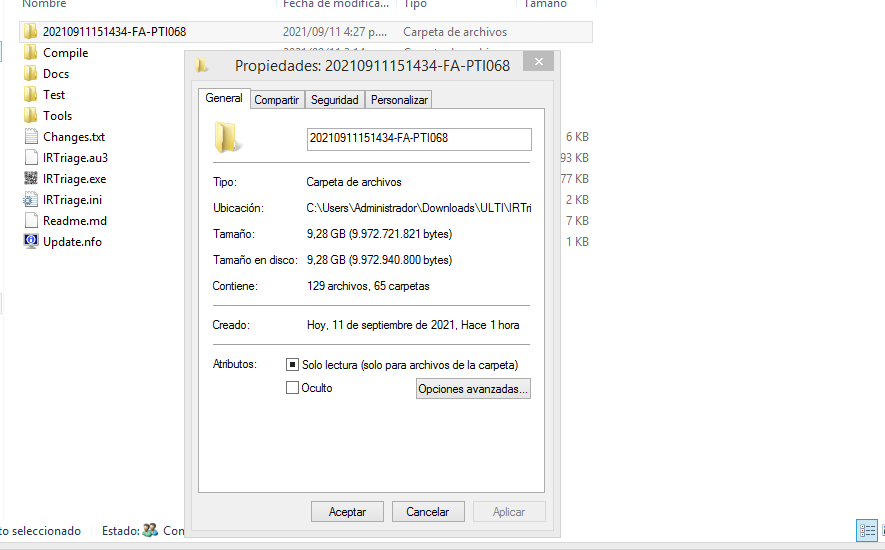 Nombre Fecha de modifica... Tipo Tamaño
20210911151434-FA-PTI068 2021/09/11 4:27 p.... Carpeta de archivos
Compile
Docs
Test
Tools
Changes.txt 6 KB
IRTriage.au3 93 KB
IRTriage.exe 77 KB
IRTriage.ini 2 KB
Readme.md 7 KB
Update.nfo 1 KB
Propiedades: 20210911151434-FA-PTI068
General Compartir Seguridad Personalizar
20210911151434-FA-PTI068
Tipo: Carpeta de archivos
Ubicación: C:\Users\Administrador\Downloads\ULTI\IRTri
Tamaño: 9,28 GB (9.972.721.821 bytes)
Tamaño en disco: 9,28 GB (9.972.940.800 bytes)
Contiene: 129 archivos, 65 carpetas
Creado: Hoy, 11 de septiembre de 2021, Hace 1 hora
Atributos: Solo lectura (solo para archivos de la carpeta)
Oculto Opciones avanzadas...
Aceptar Cancelar Aplicar
to seleccionado Estado: Con